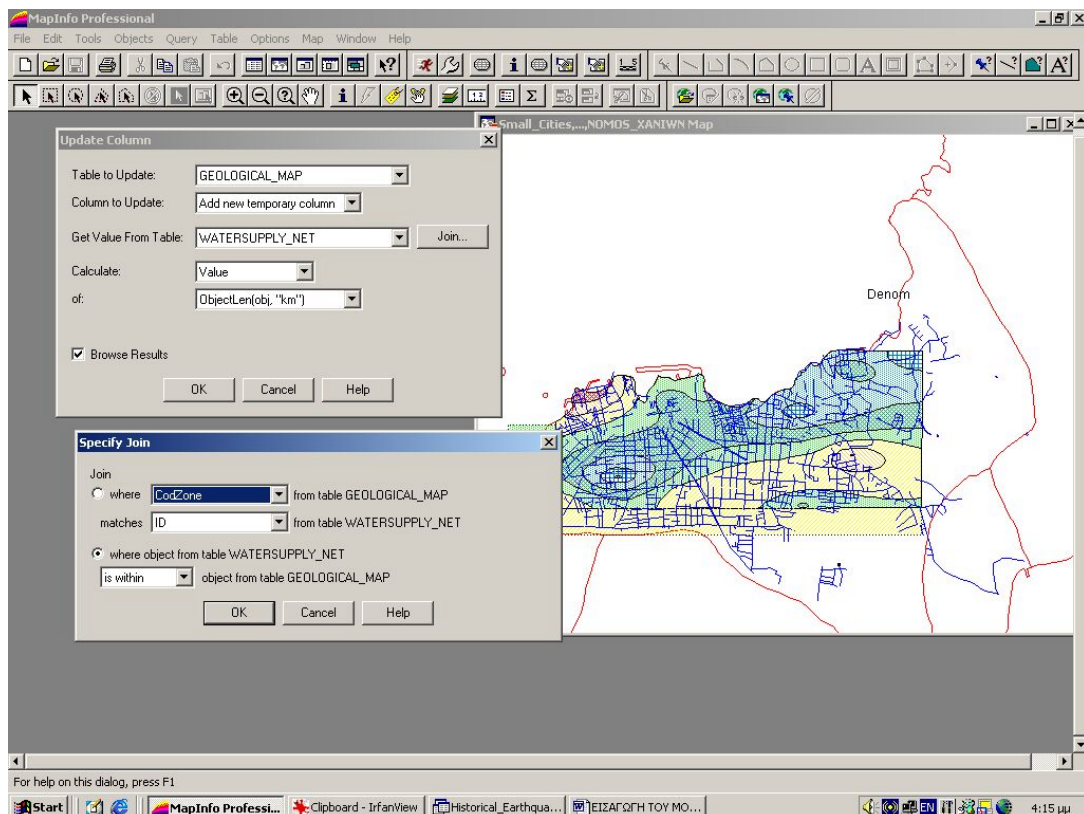 MapInfo Professional
File Edit Tools Objects Query Table Options Map Window Help
Small_Cities,...,NOMOS_XANIWN Map
Update Column
Table to Update: GEOLOGICAL_MAP
Column to Update: Add new temporary column
Get Value From Table: WATERSUPPLY_NET Join...
Calculate: Value
of: ObjectLen(obj, "km")
Browse Results
OK Cancel Help
Denom
Specify Join
Join
where CodZone from table GEOLOGICAL_MAP
matches ID from table WATERSUPPLY_NET
where object from table WATERSUPPLY_NET
is within object from table GEOLOGICAL_MAP
OK Cancel Help
For help on this dialog, press F1
Start MapInfo Professi... Clipboard - IrfanView Historical_Earthqua... ΕΙΣΑΓΩΓΗ ΤΟΥ ΜΟ... EN 4:15 μμ